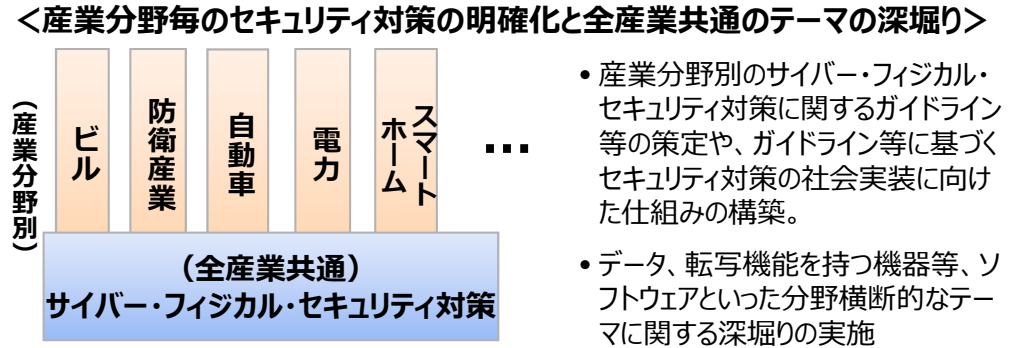 ＜産業分野毎のセキュリティ対策の明確化と全産業共通のテーマの深堀り＞
（産業分野別）
ビル
防衛産業
自動車
電力
スマート
ホーム
…
（全産業共通）
サイバー・フィジカル・セキュリティ対策
•産業分野別のサイバー・フィジカル・
セキュリティ対策に関するガイドライン
等の策定や、ガイドライン等に基づく
セキュリティ対策の社会実装に向け
た仕組みの構築。
•データ、転写機能を持つ機器等、ソ
フトウェアといった分野横断的なテー
マに関する深堀りの実施